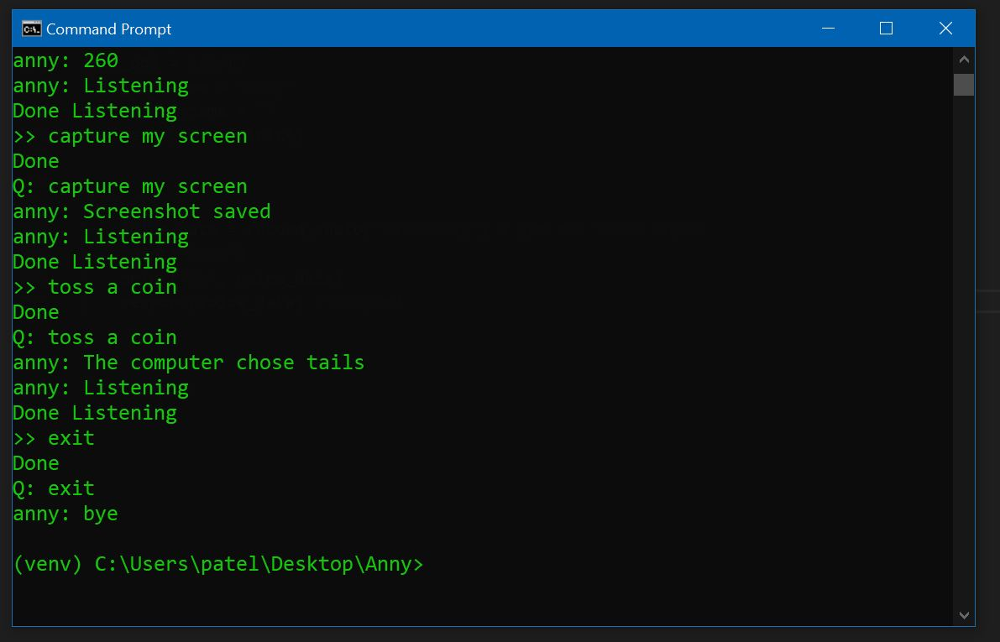 Command Prompt
anny: 260
anny: Listening
Done Listening
>> capture my screen
Done
Q: capture my screen
anny: Screenshot saved
anny: Listening
Done Listening
>> toss a coin
Done
Q: toss a coin
anny: The computer chose tails
anny: Listening
Done Listening
>> exit
Done
Q: exit
anny: bye
(venv) C:\Users\patel\Desktop\Anny>